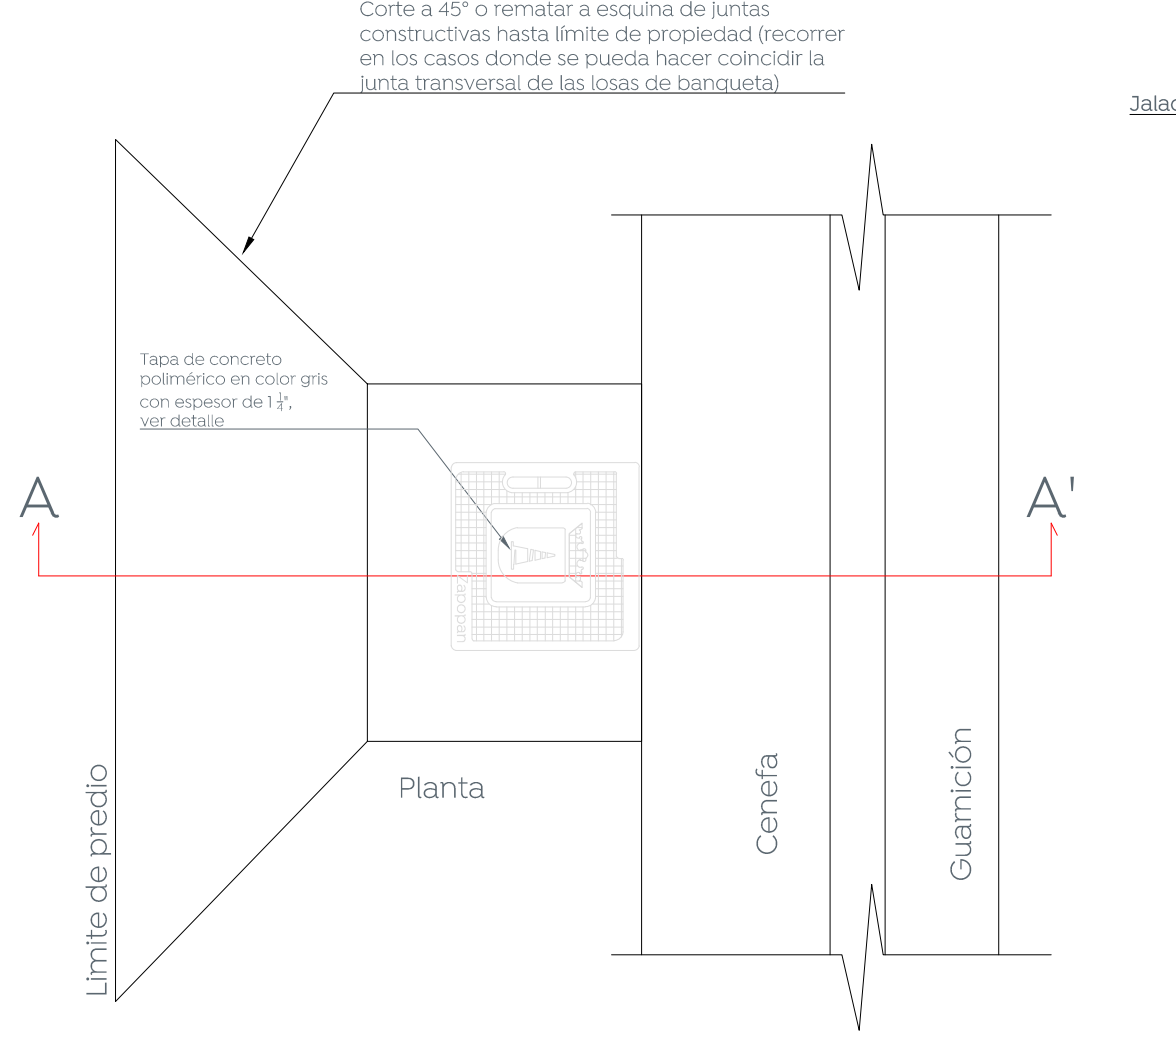 Corte a 45° o rematar a esquina de juntas
constructivas hasta límite de propiedad (recorrer
en los casos donde se pueda hacer coincidir la
junta transversal de las losas de banqueta)
Tapa de concreto
polimérico en color gris
con espesor de 1 1/4",
ver detalle
A
A'
Zapopan
Planta
Limite de predio
Cenefa
Guarnición